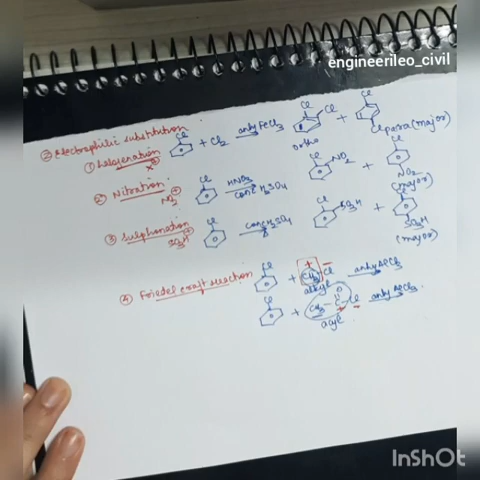 engineerileo_civil
② Electrophilic substitution
① Halogenation Cl + Cl₂ anhy FeCl₃ Cl Cl + Cl
X⁺ ortho Cl para (major)
② Nitration Cl HNO₃ Cl NO₂ + Cl
NO₂⁺ conc H₂SO₄ NO₂
(major)
③ Sulphonation Cl conc H₂SO₄ Cl SO₃H + Cl
SO₃H⁺ SO₃H
(major)
④ Friedel craft reaction Cl + CH₃ Cl anhy AlCl₃
+ −
alkyl
Cl + CH₃ − C − Cl anhy AlCl₃
O
+ −
acyl
InShOt